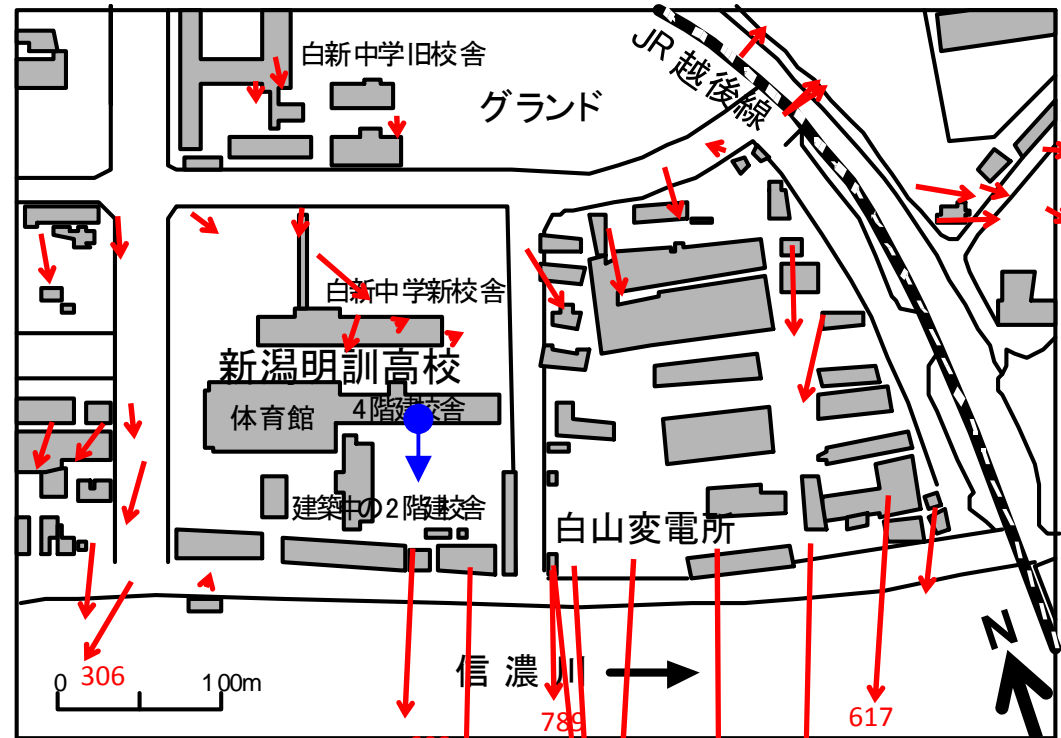 白新中学旧校舎
グランド
JR越後線
白新中学新校舎
新潟明訓高校
体育館
4階建校舎
建築中の2階建校舎
白山変電所
信濃川
N
0 100m
306
789
617